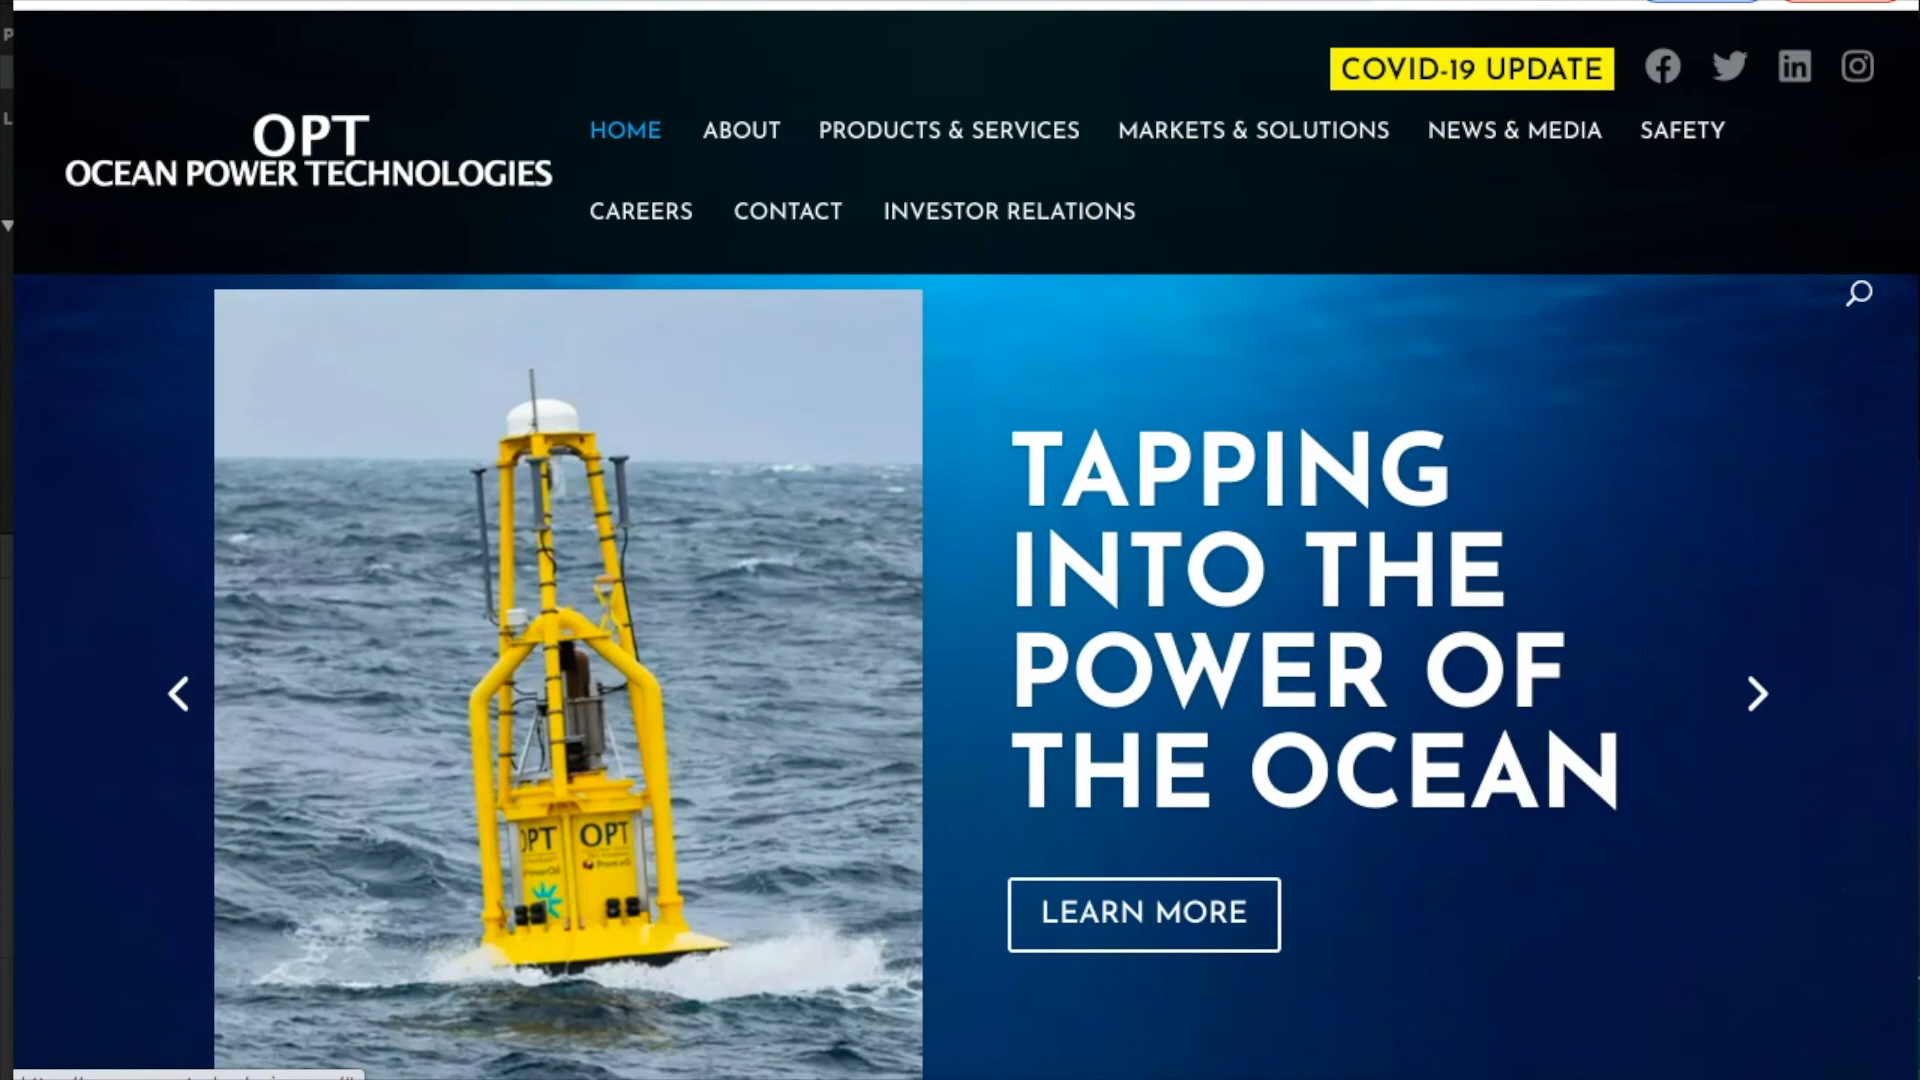 COVID-19 UPDATE
OPT
OCEAN POWER TECHNOLOGIES
HOME ABOUT PRODUCTS & SERVICES MARKETS & SOLUTIONS NEWS & MEDIA SAFETY
CAREERS CONTACT INVESTOR RELATIONS
TAPPING
INTO THE
POWER OF
THE OCEAN
LEARN MORE
OPT OPT